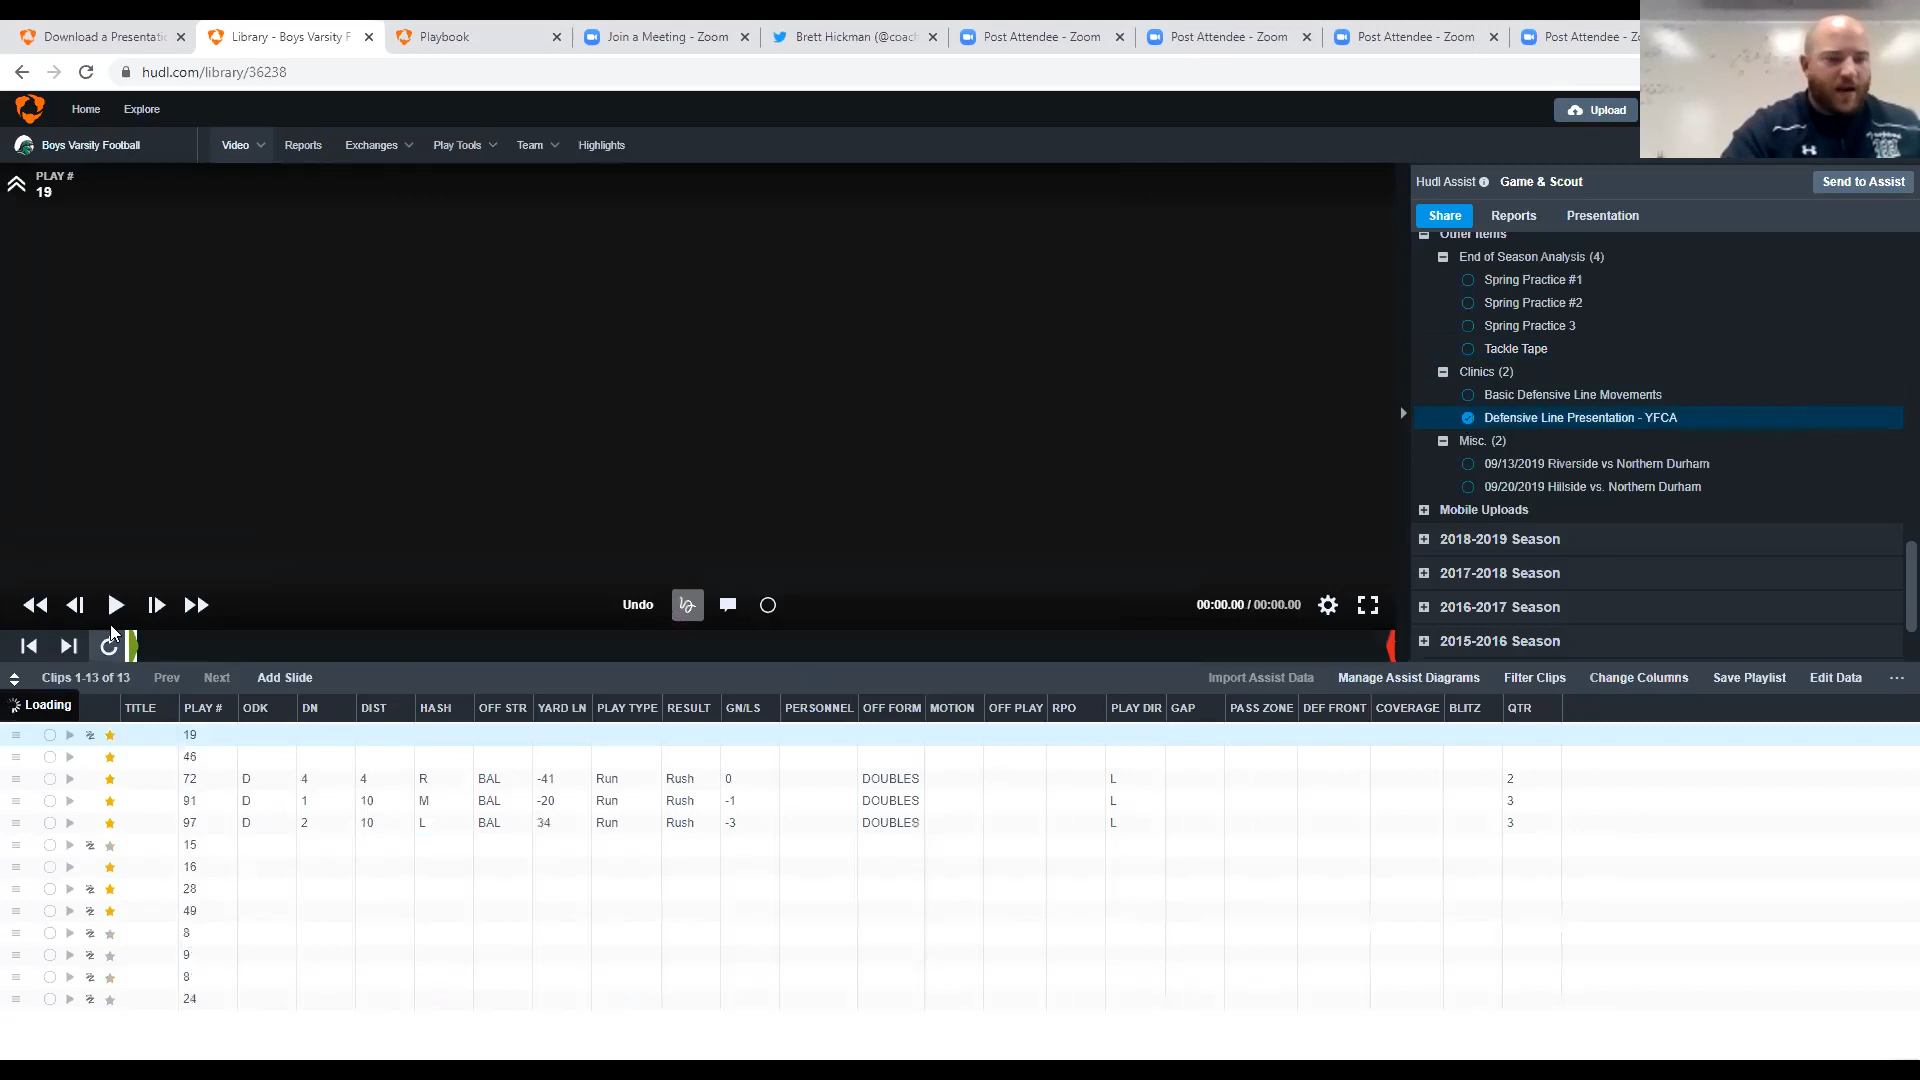 Download a Presentatio
Library - Boys Varsity F
Playbook
Join a Meeting - Zoom
Brett Hickman (@coach
Post Attendee - Zoom
Post Attendee - Zoom
Post Attendee - Zoom
Post Attendee - Zo
hudl.com/library/36238
Home Explore
Upload
Boys Varsity Football
Video Reports Exchanges Play Tools Team Highlights
PLAY #
19
Hudl Assist Game & Scout Send to Assist
Share Reports Presentation
Other Items
End of Season Analysis (4)
Spring Practice #1
Spring Practice #2
Spring Practice 3
Tackle Tape
Clinics (2)
Basic Defensive Line Movements
Defensive Line Presentation - YFCA
Misc. (2)
09/13/2019 Riverside vs Northern Durham
09/20/2019 Hillside vs. Northern Durham
Mobile Uploads
2018-2019 Season
2017-2018 Season
2016-2017 Season
2015-2016 Season
Undo
00:00.00 / 00:00.00
Clips 1-13 of 13 Prev Next Add Slide Import Assist Data Manage Assist Diagrams Filter Clips Change Columns Save Playlist Edit Data
Loading TITLE PLAY # ODK DN DIST HASH OFF STR YARD LN PLAY TYPE RESULT GN/LS PERSONNEL OFF FORM MOTION OFF PLAY RPO PLAY DIR GAP PASS ZONE DEF FRONT COVERAGE BLITZ QTR
19
46
72 D 4 4 R BAL -41 Run Rush 0 DOUBLES L 2
91 D 1 10 M BAL -20 Run Rush -1 DOUBLES L 3
97 D 2 10 L BAL 34 Run Rush -3 DOUBLES L 3
15
16
28
49
8
9
8
24